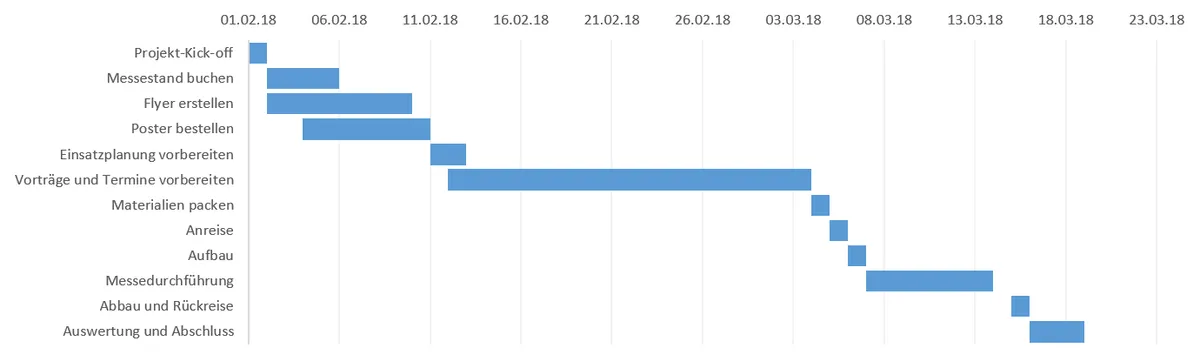 01.02.18 06.02.18 11.02.18 16.02.18 21.02.18 26.02.18 03.03.18 08.03.18 13.03.18 18.03.18 23.03.18
Projekt-Kick-off
Messestand buchen
Flyer erstellen
Poster bestellen
Einsatzplanung vorbereiten
Vorträge und Termine vorbereiten
Materialien packen
Anreise
Aufbau
Messedurchführung
Abbau und Rückreise
Auswertung und Abschluss